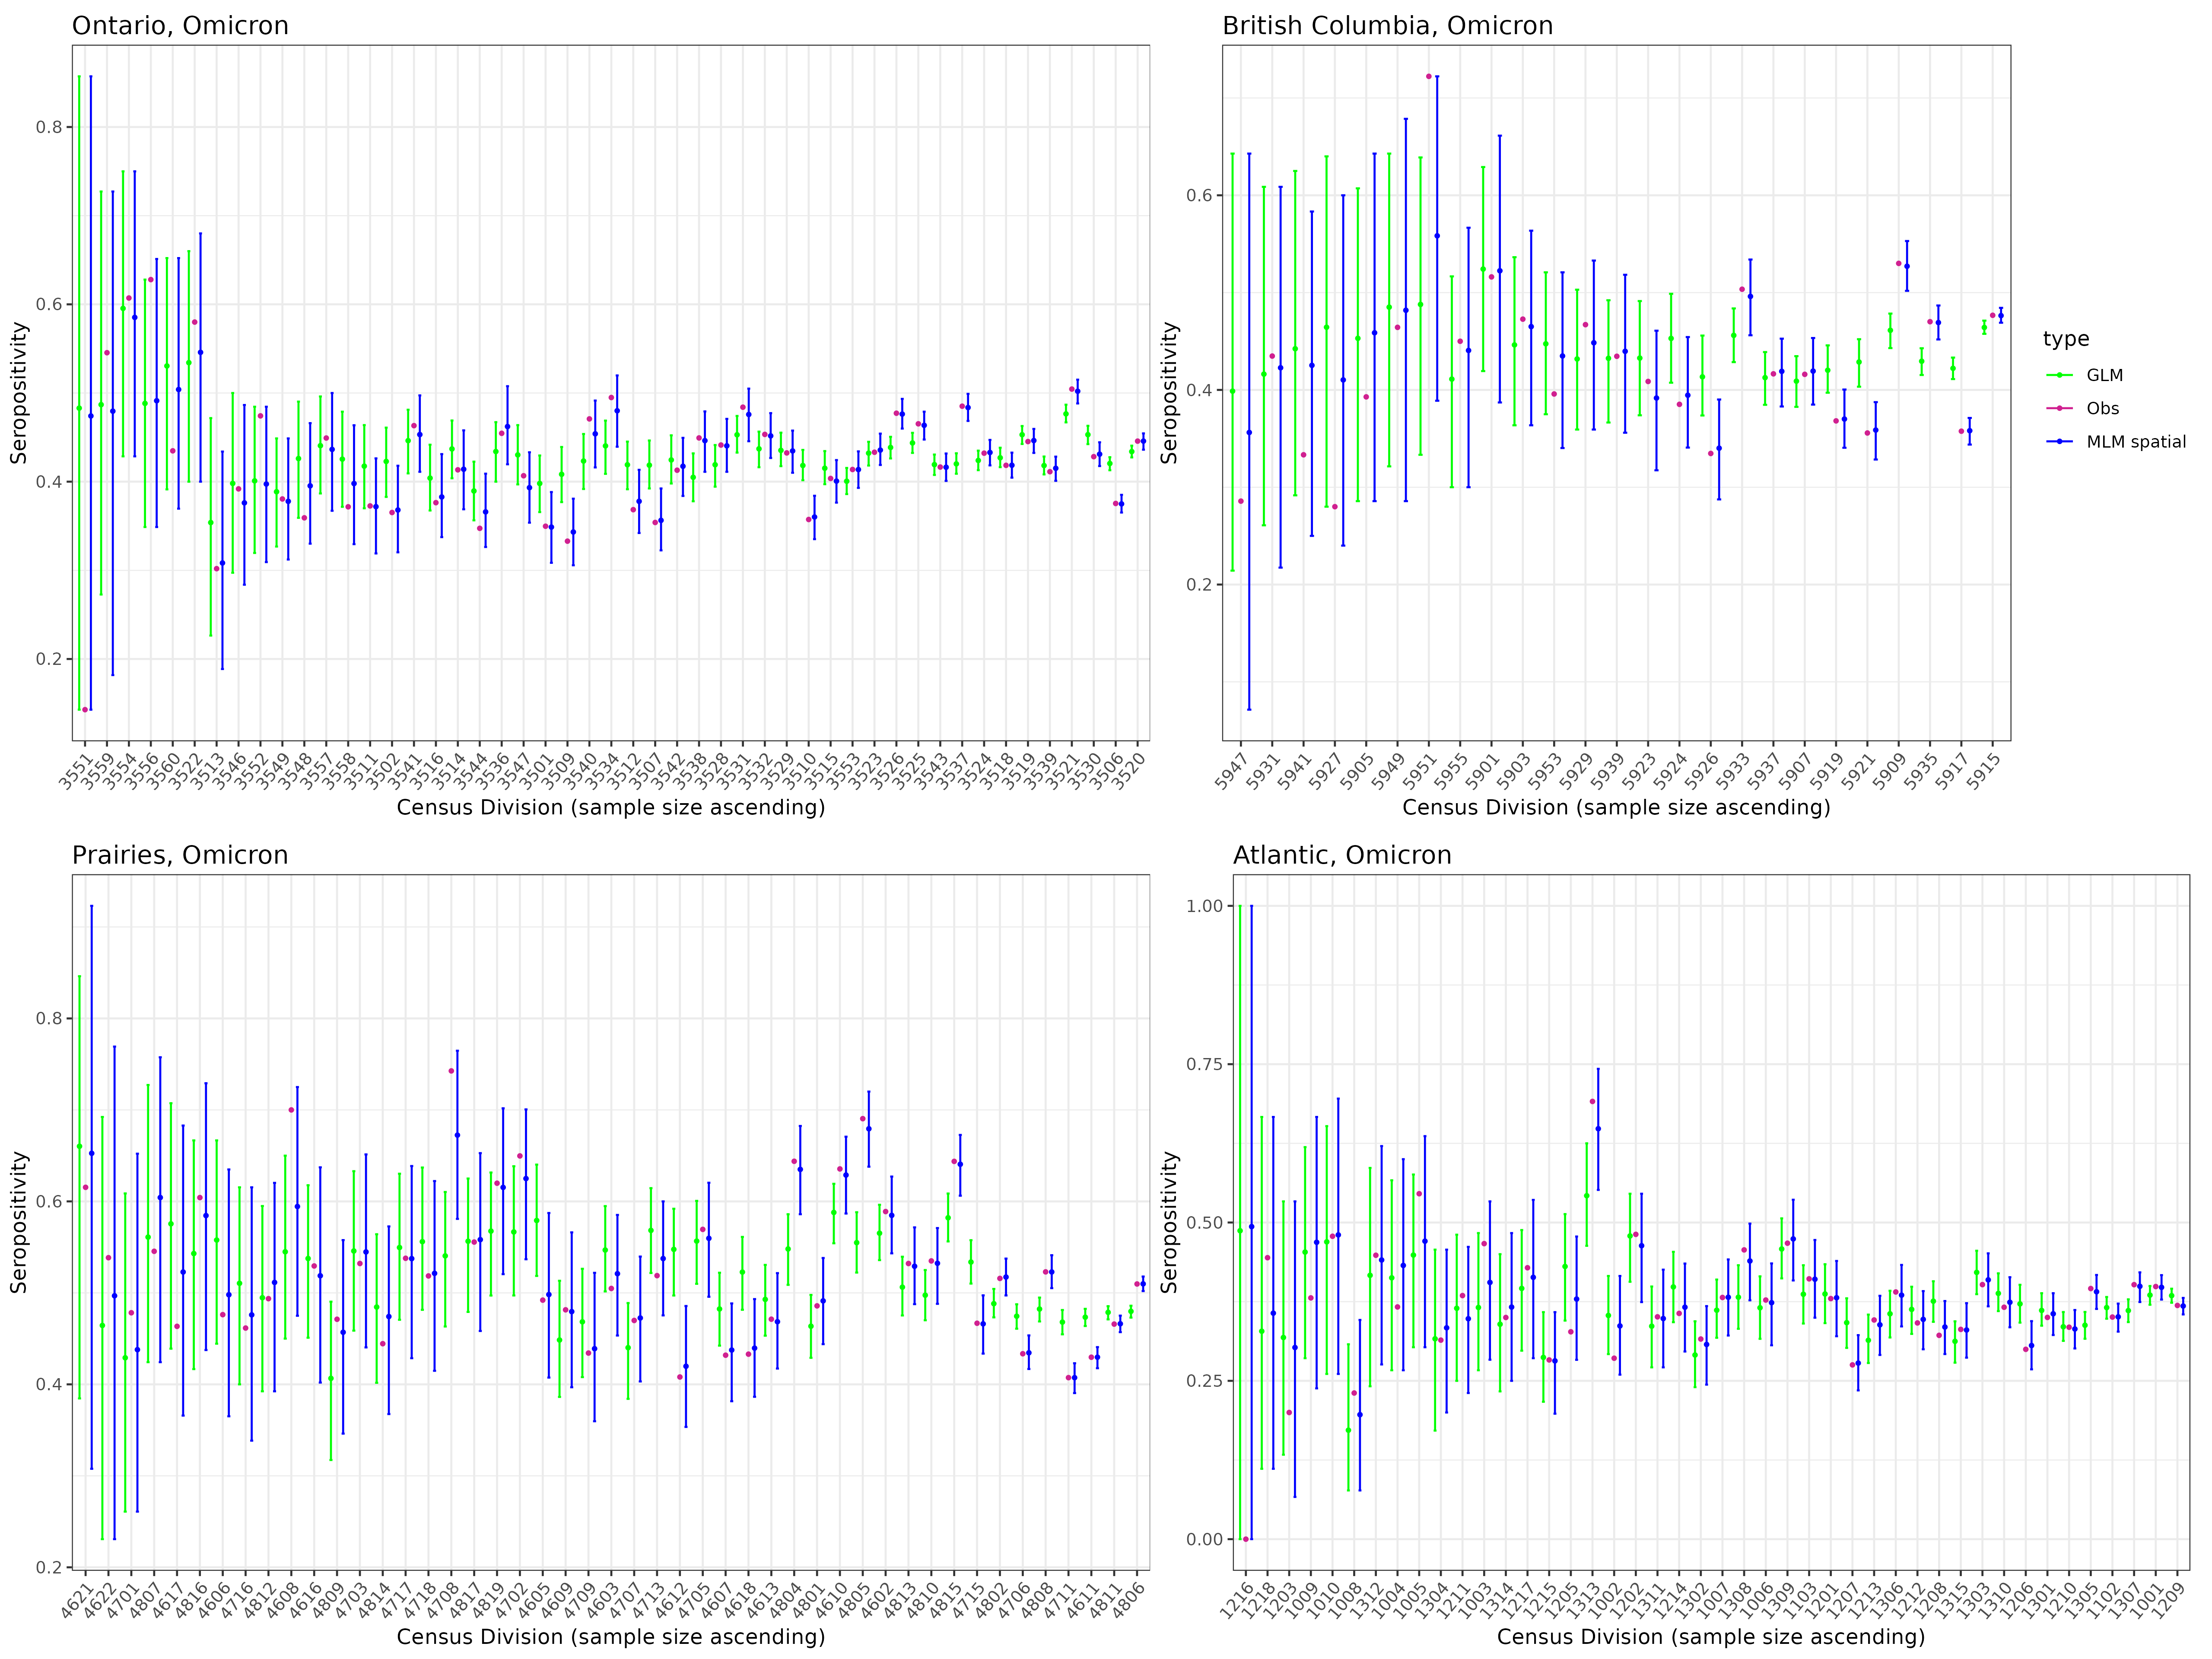 Ontario, Omicron
Seropositivity
0.8
0.6
0.4
0.2
3551 3559 3554 3556 3560 3522 3513 3546 3552 3549 3548 3557 3558 3511 3502 3541 3516 3514 3544 3536 3547 3501 3509 3540 3534 3512 3507 3542 3538 3528 3531 3532 3529 3510 3515 3553 3523 3526 3525 3543 3537 3524 3518 3519 3539 3521 3530 3506 3520
Census Division (sample size ascending)
British Columbia, Omicron
Seropositivity
0.6
0.4
0.2
5947 5931 5941 5927 5905 5949 5951 5955 5901 5903 5953 5929 5939 5923 5924 5926 5933 5937 5907 5919 5921 5909 5935 5917 5915
Census Division (sample size ascending)
type
GLM
Obs
MLM spatial
Prairies, Omicron
Seropositivity
0.8
0.6
0.4
0.2
4621 4622 4701 4807 4617 4816 4606 4716 4812 4608 4616 4809 4703 4814 4717 4718 4708 4817 4819 4702 4605 4609 4709 4603 4707 4713 4612 4705 4607 4618 4613 4804 4801 4610 4805 4602 4813 4810 4815 4715 4802 4706 4808 4711 4611 4811 4806
Census Division (sample size ascending)
Atlantic, Omicron
Seropositivity
1.00
0.75
0.50
0.25
0.00
1216 1218 1203 1009 1010 1008 1312 1004 1005 1304 1211 1003 1314 1217 1215 1205 1313 1002 1202 1311 1214 1302 1007 1308 1006 1309 1103 1201 1207 1213 1306 1212 1208 1315 1303 1310 1206 1301 1210 1305 1102 1307 1001 1209
Census Division (sample size ascending)